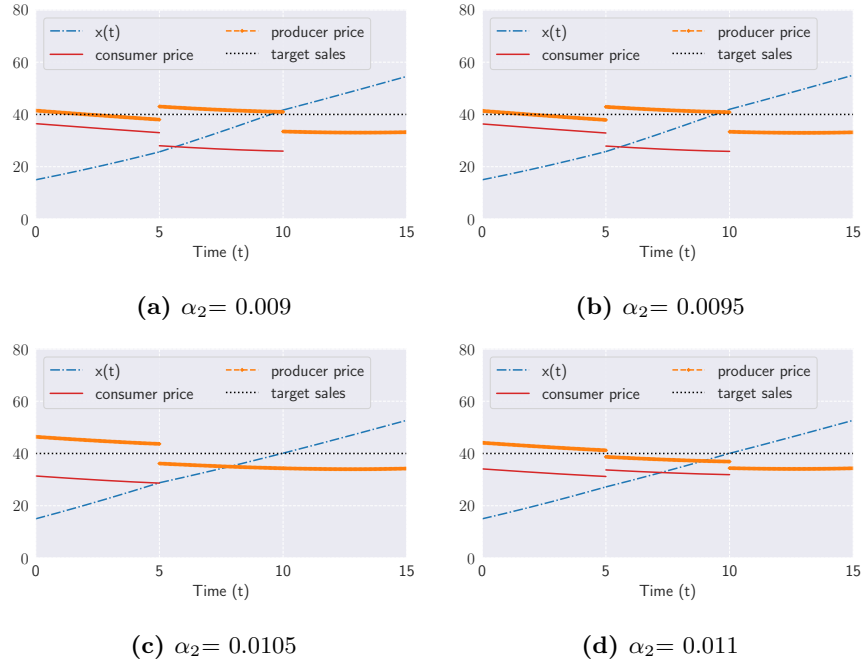 80
x(t)
producer price
consumer price
target sales
60
40
20
0
0 5 10 15
Time (t)
(a) α₂= 0.009
80
x(t)
producer price
consumer price
target sales
60
40
20
0
0 5 10 15
Time (t)
(b) α₂= 0.0095
80
x(t)
producer price
consumer price
target sales
60
40
20
0
0 5 10 15
Time (t)
(c) α₂= 0.0105
80
x(t)
producer price
consumer price
target sales
60
40
20
0
0 5 10 15
Time (t)
(d) α₂= 0.011